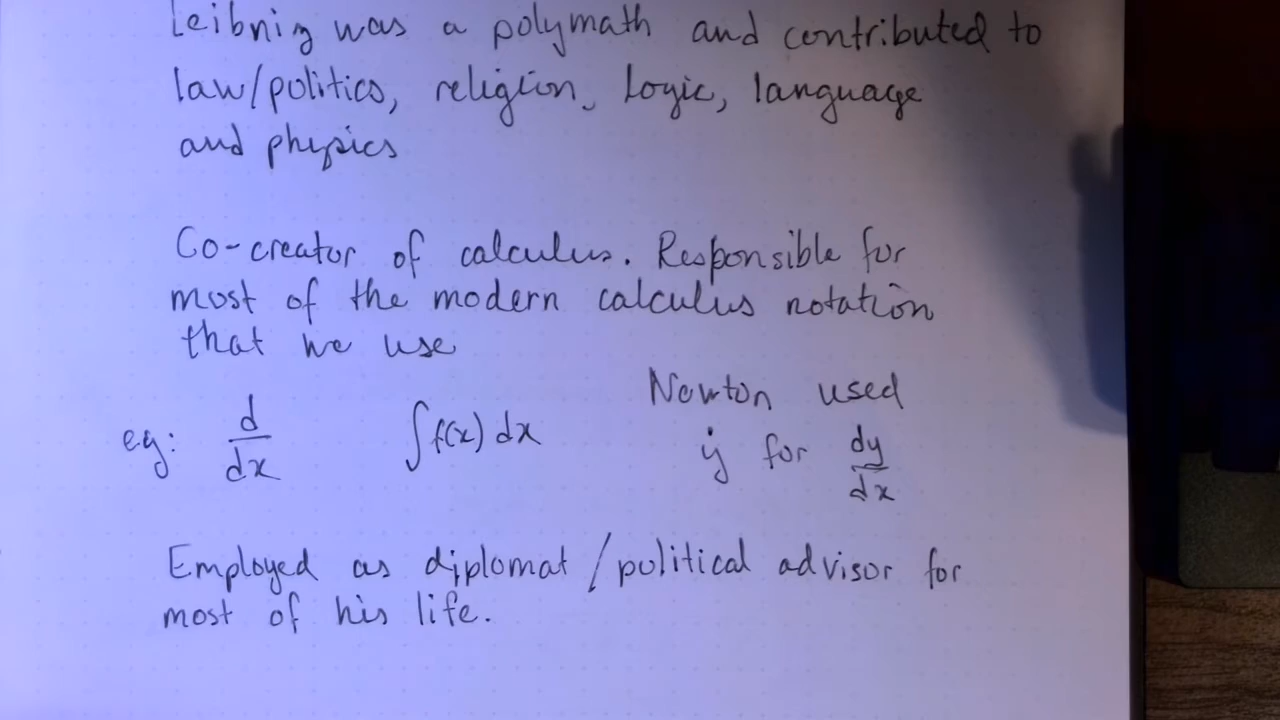 Leibniz was a polymath and contributed to
law/politics, religion, logic, language
and physics
Co-creator of calculus. Responsible for
most of the modern calculus notation
that we use
eg: d/dx ∫f(x) dx
Newton used
ẏ for dy/dx
Employed as diplomat / political advisor for
most of his life.